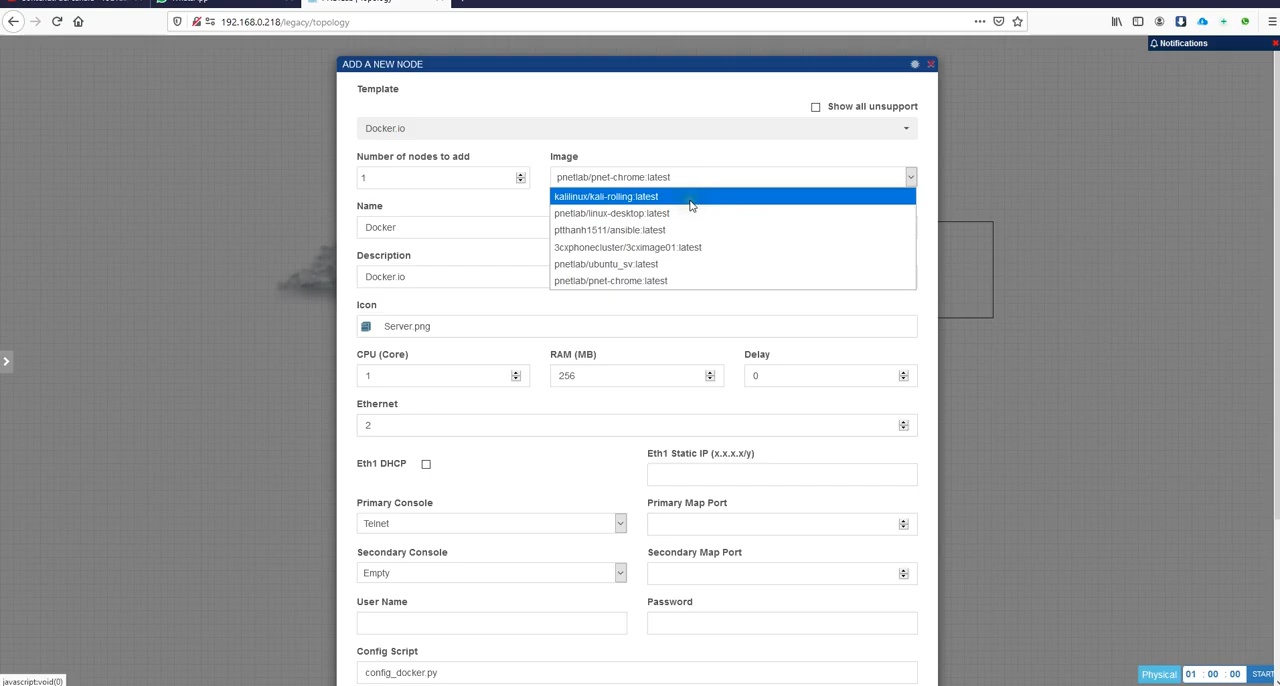 192.168.0.218/legacy/topology
Notifications
ADD A NEW NODE
Template
Show all unsupport
Docker.io
Number of nodes to add
Image
1
pnetlab/pnet-chrome:latest
kalilinux/kali-rolling:latest
Name
pnetlab/linux-desktop:latest
Docker
ptthanh1511/ansible:latest
3cxphonecluster/3cximage01:latest
Description
pnetlab/ubuntu_sv:latest
Docker.io
pnetlab/pnet-chrome:latest
Icon
Server.png
CPU (Core)
RAM (MB)
Delay
1
256
0
Ethernet
2
Eth1 DHCP
Eth1 Static IP (x.x.x.x/y)
Primary Console
Primary Map Port
Telnet
Secondary Console
Secondary Map Port
Empty
User Name
Password
Config Script
config_docker.py
Physical 01 : 00 : 00 START
javascript:void(0)